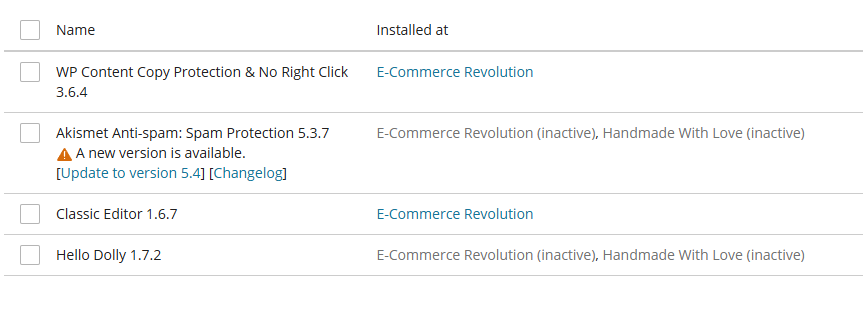 Name Installed at
WP Content Copy Protection & No Right Click E-Commerce Revolution
3.6.4
Akismet Anti-spam: Spam Protection 5.3.7 E-Commerce Revolution (inactive), Handmade With Love (inactive)
A new version is available.
[Update to version 5.4] [Changelog]
Classic Editor 1.6.7 E-Commerce Revolution
Hello Dolly 1.7.2 E-Commerce Revolution (inactive), Handmade With Love (inactive)